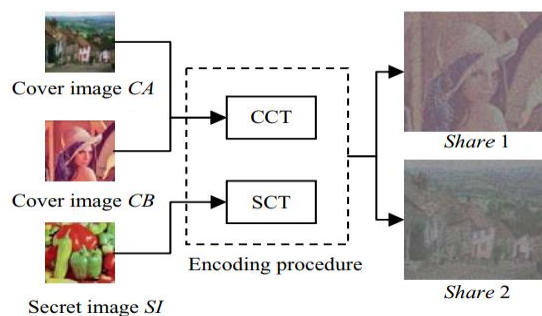 Cover image CA
Cover image CB
Secret image SI
CCT
SCT
Encoding procedure
Share 1
Share 2